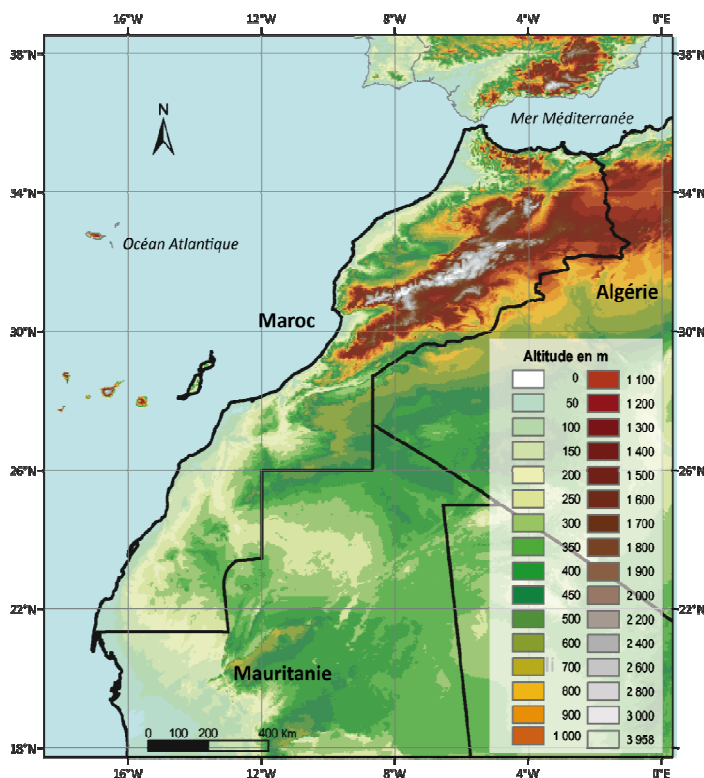 16°W 12°W 8°W 4°W 0°E
38°N 38°N
Mer Méditerranée
N
34°N 34°N
Océan Atlantique
Algérie
Maroc
30°N 30°N
Altitude en m
0 1 100
50 1 200
100 1 300
150 1 400
200 1 500
26°N 26°N
250 1 600
300 1 700
350 1 800
400 1 900
450 2 000
22°N 22°N
500 2 200
600 2 400
700 2 600
Mauritanie
800 2 800
900 3 000
1 000 3 958
0 100 200 400 Km
18°N 18°N
16°W 12°W 8°W 4°W 0°E